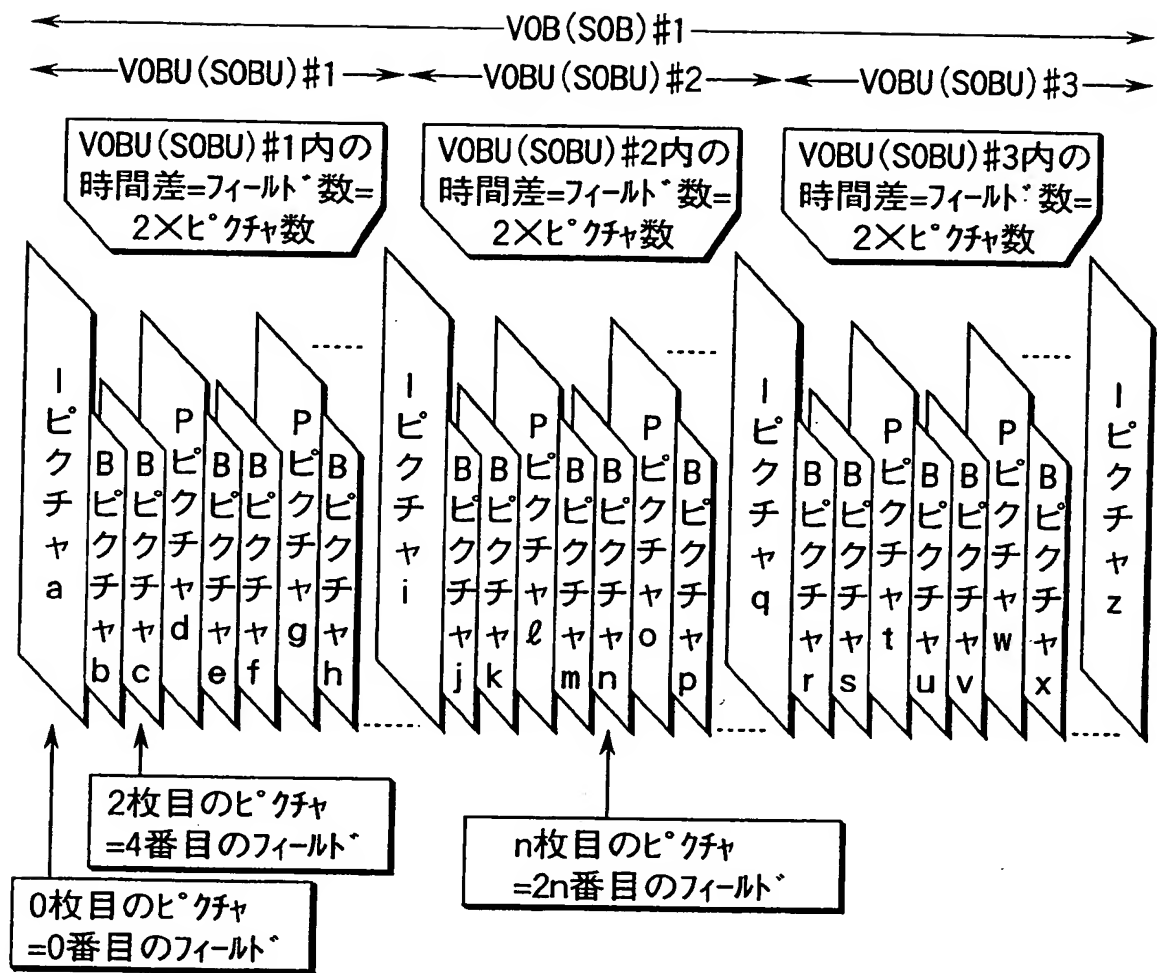 VOB(SOB)#1
VOBU(SOBU)#1
VOBU(SOBU)#2
VOBU(SOBU)#3
VOBU(SOBU)#1内の
時間差=フィールド数=
2×ピクチャ数
VOBU(SOBU)#2内の
時間差=フィールド数=
2×ピクチャ数
VOBU(SOBU)#3内の
時間差=フィールド数=
2×ピクチャ数
Iピクチャa
Bピクチャb
Bピクチャc
Pピクチャd
Bピクチャe
Bピクチャf
Pピクチャg
Bピクチャh
Iピクチャi
Bピクチャj
Bピクチャk
Pピクチャℓ
Bピクチャm
Bピクチャn
Pピクチャo
Bピクチャp
Iピクチャq
Bピクチャr
Bピクチャs
Pピクチャt
Bピクチャu
Bピクチャv
Pピクチャw
Bピクチャx
Iピクチャz
2枚目のピクチャ
=4番目のフィールド
n枚目のピクチャ
=2n番目のフィールド
0枚目のピクチャ
=0番目のフィールド